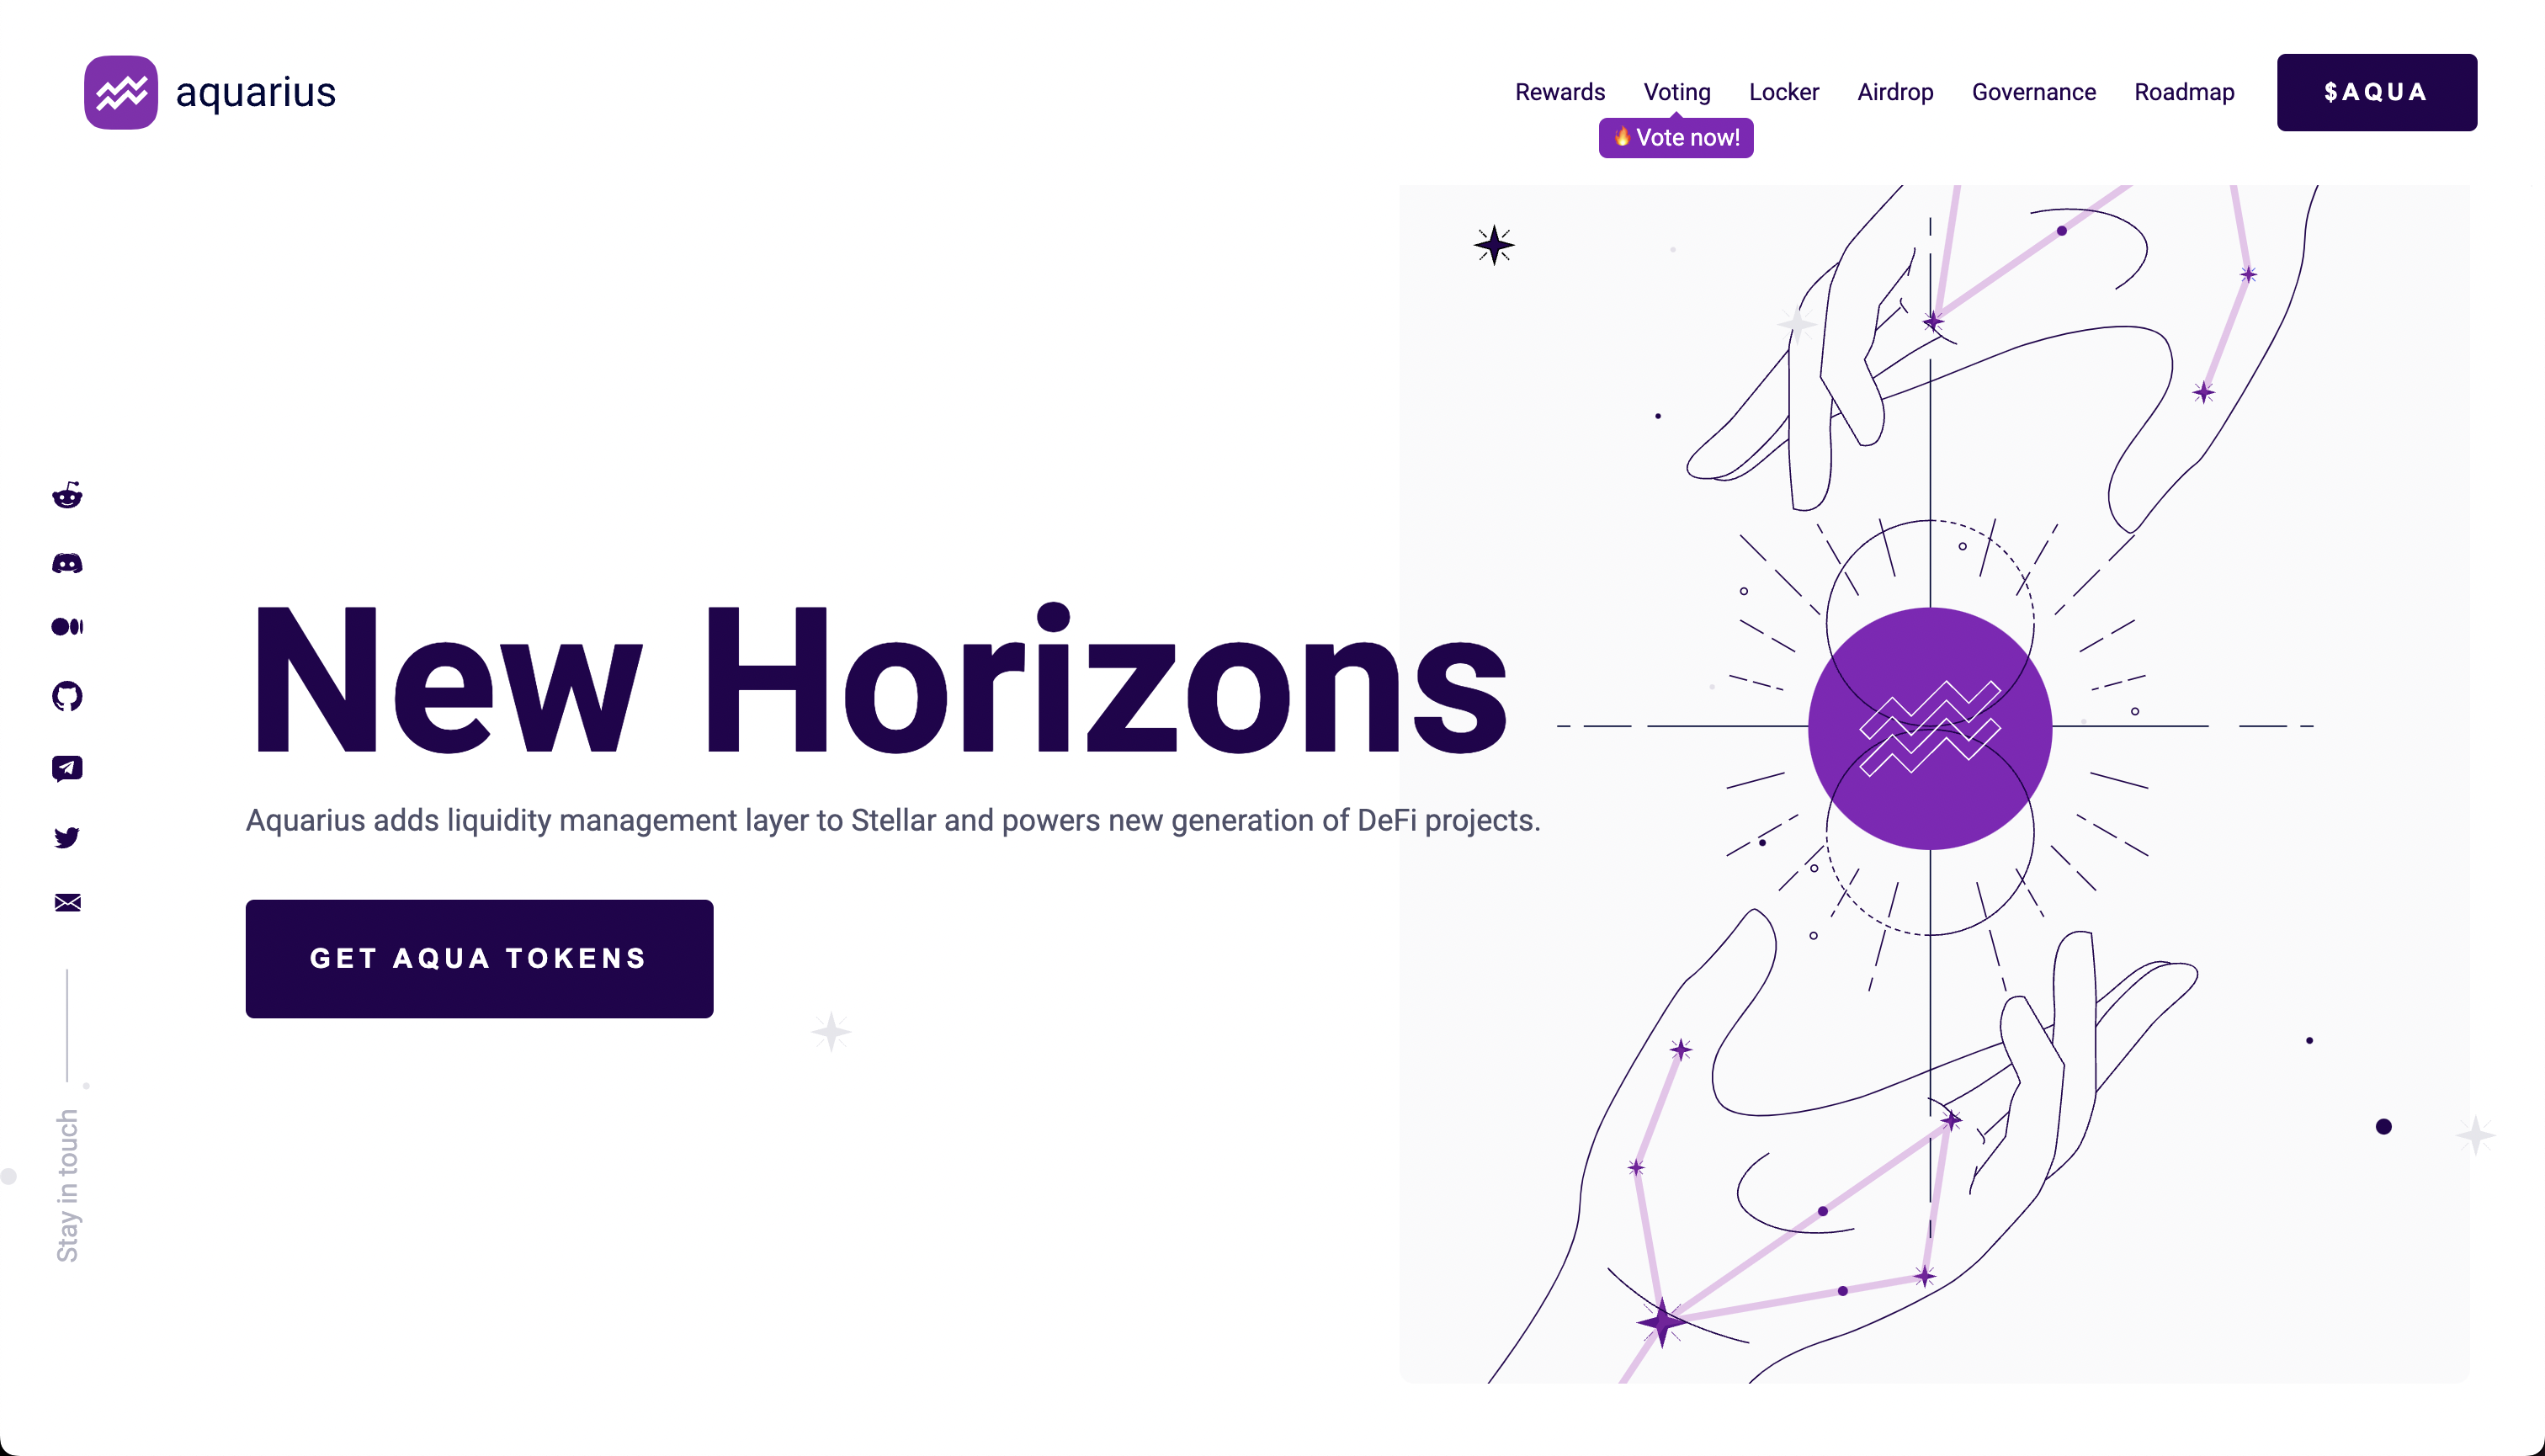 aquarius
Rewards Voting Locker Airdrop Governance Roadmap $AQUA
🔥 Vote now!
New Horizons
Aquarius adds liquidity management layer to Stellar and powers new generation of DeFi projects.
GET AQUA TOKENS
Stay in touch